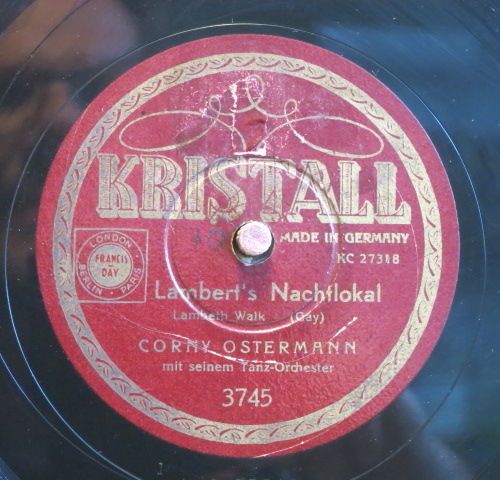 KRISTALL
MADE IN GERMANY
KC 27318
LONDON
FRANCIS
DAY
BERLIN PARIS
Lambert's Nachtlokal
Lambeth Walk (Gay)
CORNY OSTERMANN
mit seinem Tanz-Orchester
3745